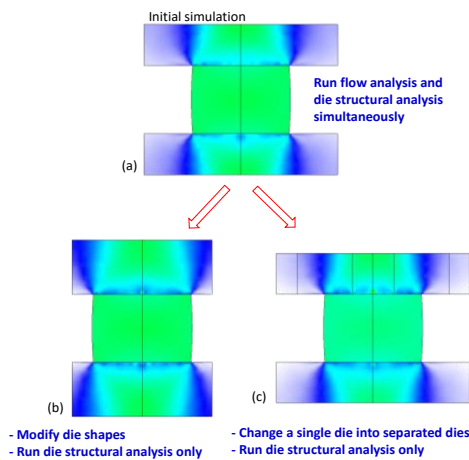 Initial simulation
Run flow analysis and
die structural analysis
simultaneously
(a)
(b)
(c)
- Modify die shapes
- Run die structural analysis only
- Change a single die into separated dies
- Run die structural analysis only